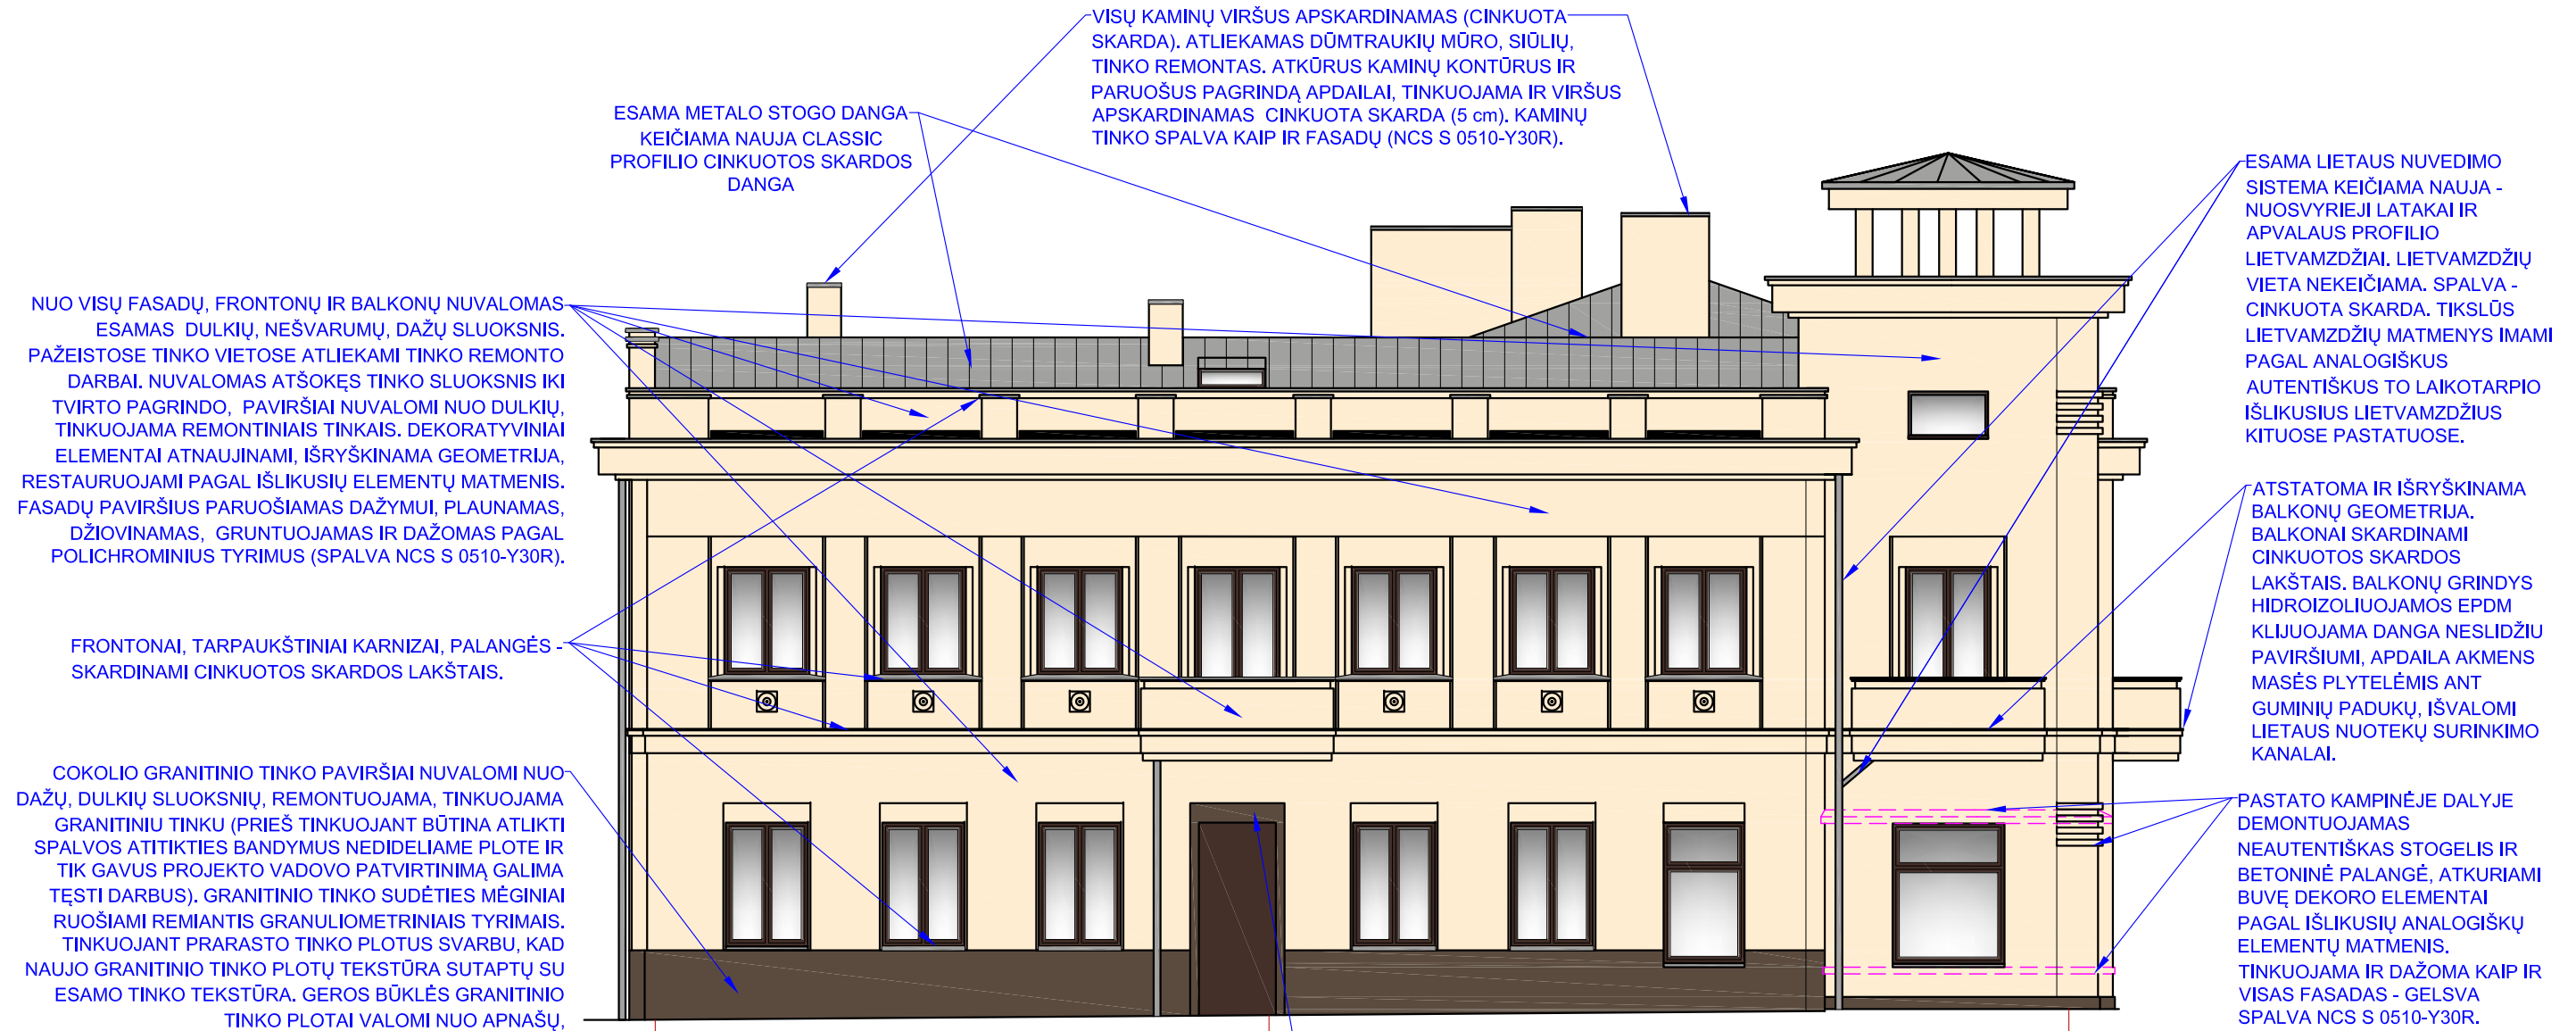 VISŲ KAMINŲ VIRŠUS APSKARDINAMAS (CINKUOTA
SKARDA). ATLIEKAMAS DŪMTRAUKIŲ MŪRO, SIŪLIŲ,
TINKO REMONTAS. ATKŪRUS KAMINŲ KONTŪRUS IR
PARUOŠUS PAGRINDĄ APDAILAI, TINKUOJAMA IR VIRŠUS
APSKARDINAMAS CINKUOTA SKARDA (5 cm). KAMINŲ
TINKO SPALVA KAIP IR FASADŲ (NCS S 0510-Y30R).
ESAMA METALO STOGO DANGA
KEIČIAMA NAUJA CLASSIC
PROFILIO CINKUOTOS SKARDOS
DANGA
NUO VISŲ FASADŲ, FRONTONŲ IR BALKONŲ NUVALOMAS
ESAMAS DULKIŲ, NEŠVARUMŲ, DAŽŲ SLUOKSNIS.
PAŽEISTOSE TINKO VIETOSE ATLIEKAMI TINKO REMONTO
DARBAI. NUVALOMAS ATŠOKĘS TINKO SLUOKSNIS IKI
TVIRTO PAGRINDO, PAVIRŠIAI NUVALOMI NUO DULKIŲ,
TINKUOJAMA REMONTINIAIS TINKAIS. DEKORATYVINIAI
ELEMENTAI ATNAUJINAMI, IŠRYŠKINAMA GEOMETRIJA,
RESTAURUOJAMI PAGAL IŠLIKUSIŲ ELEMENTŲ MATMENIS.
FASADŲ PAVIRŠIUS PARUOŠIAMAS DAŽYMUI, PLAUNAMAS,
DŽIOVINAMAS, GRUNTUOJAMAS IR DAŽOMAS PAGAL
POLICHROMINIUS TYRIMUS (SPALVA NCS S 0510-Y30R).
FRONTONAI, TARPAUKŠTINIAI KARNIZAI, PALANGĖS -
SKARDINAMI CINKUOTOS SKARDOS LAKŠTAIS.
COKOLIO GRANITINIO TINKO PAVIRŠIAI NUVALOMI NUO
DAŽŲ, DULKIŲ SLUOKSNIŲ, REMONTUOJAMA, TINKUOJAMA
GRANITINIU TINKU (PRIEŠ TINKUOJANT BŪTINA ATLIKTI
SPALVOS ATITIKTIES BANDYMUS NEDIDELIAME PLOTE IR
TIK GAVUS PROJEKTO VADOVO PATVIRTINIMĄ GALIMA
TĘSTI DARBUS). GRANITINIO TINKO SUDĖTIES MĖGINIAI
RUOŠIAMI REMIANTIS GRANULIOMETRINIAIS TYRIMAIS.
TINKUOJANT PRARASTO TINKO PLOTUS SVARBU, KAD
NAUJO GRANITINIO TINKO PLOTŲ TEKSTŪRA SUTAPTŲ SU
ESAMO TINKO TEKSTŪRA. GEROS BŪKLĖS GRANITINIO
TINKO PLOTAI VALOMI NUO APNAŠŲ,
ESAMA LIETAUS NUVEDIMO
SISTEMA KEIČIAMA NAUJA -
NUOSVYRIEJI LATAKAI IR
APVALAUS PROFILIO
LIETVAMZDŽIAI. LIETVAMZDŽIŲ
VIETA NEKEIČIAMA. SPALVA -
CINKUOTA SKARDA. TIKSLŪS
LIETVAMZDŽIŲ MATMENYS IMAMI
PAGAL ANALOGIŠKUS
AUTENTIŠKUS TO LAIKOTARPIO
IŠLIKUSIUS LIETVAMZDŽIUS
KITUOSE PASTATUOSE.
ATSTATOMA IR IŠRYŠKINAMA
BALKONŲ GEOMETRIJA.
BALKONAI SKARDINAMI
CINKUOTOS SKARDOS
LAKŠTAIS. BALKONŲ GRINDYS
HIDROIZOLIUOJAMOS EPDM
KLIJUOJAMA DANGA NESLIDŽIU
PAVIRŠIUMI, APDAILA AKMENS
MASĖS PLYTELĖMIS ANT
GUMINIŲ PADUKŲ, IŠVALOMI
LIETAUS NUOTEKŲ SURINKIMO
KANALAI.
PASTATO KAMPINĖJE DALYJE
DEMONTUOJAMAS
NEAUTENTIŠKAS STOGELIS IR
BETONINĖ PALANGĖ, ATKURIAMI
BUVĘ DEKORO ELEMENTAI
PAGAL IŠLIKUSIŲ ANALOGIŠKŲ
ELEMENTŲ MATMENIS.
TINKUOJAMA IR DAŽOMA KAIP IR
VISAS FASADAS - GELSVA
SPALVA NCS S 0510-Y30R.